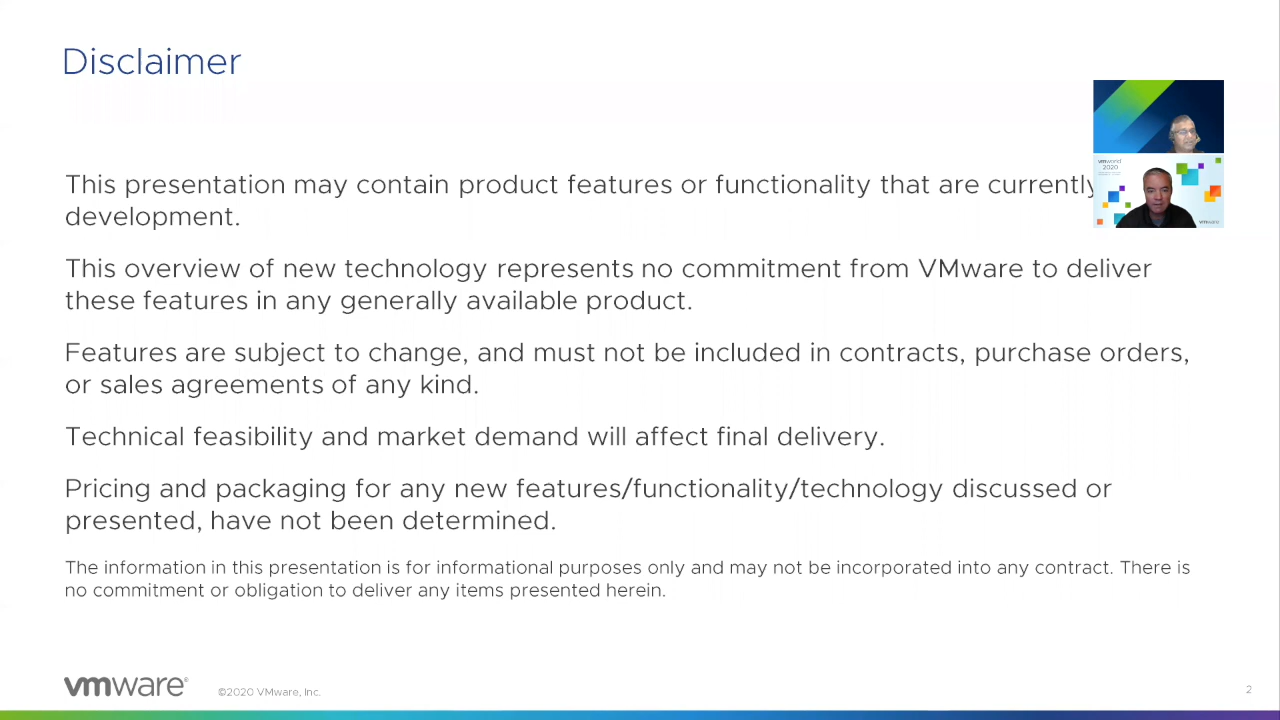 Disclaimer
This presentation may contain product features or functionality that are currently
development.
vmworld
2020
vmware
This overview of new technology represents no commitment from VMware to deliver
these features in any generally available product.
Features are subject to change, and must not be included in contracts, purchase orders,
or sales agreements of any kind.
Technical feasibility and market demand will affect final delivery.
Pricing and packaging for any new features/functionality/technology discussed or
presented, have not been determined.
The information in this presentation is for informational purposes only and may not be incorporated into any contract. There is
no commitment or obligation to deliver any items presented herein.
vmware®
©2020 VMware, Inc.
2